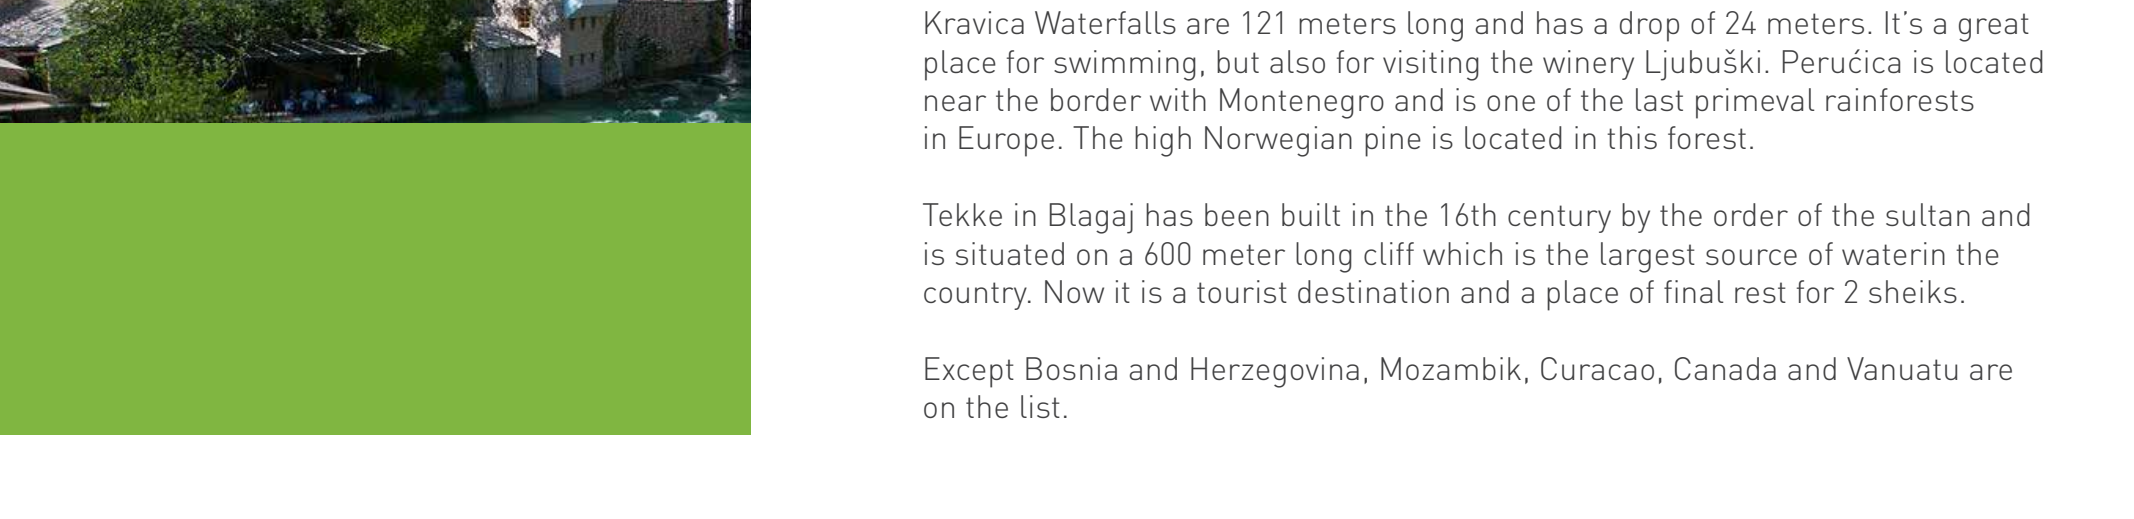 Kravica Waterfalls are 121 meters long and has a drop of 24 meters. It’s a great
place for swimming, but also for visiting the winery Ljubuški. Perućica is located
near the border with Montenegro and is one of the last primeval rainforests
in Europe. The high Norwegian pine is located in this forest.

Tekke in Blagaj has been built in the 16th century by the order of the sultan and
is situated on a 600 meter long cliff which is the largest source of waterin the
country. Now it is a tourist destination and a place of final rest for 2 sheiks.

Except Bosnia and Herzegovina, Mozambik, Curacao, Canada and Vanuatu are
on the list.